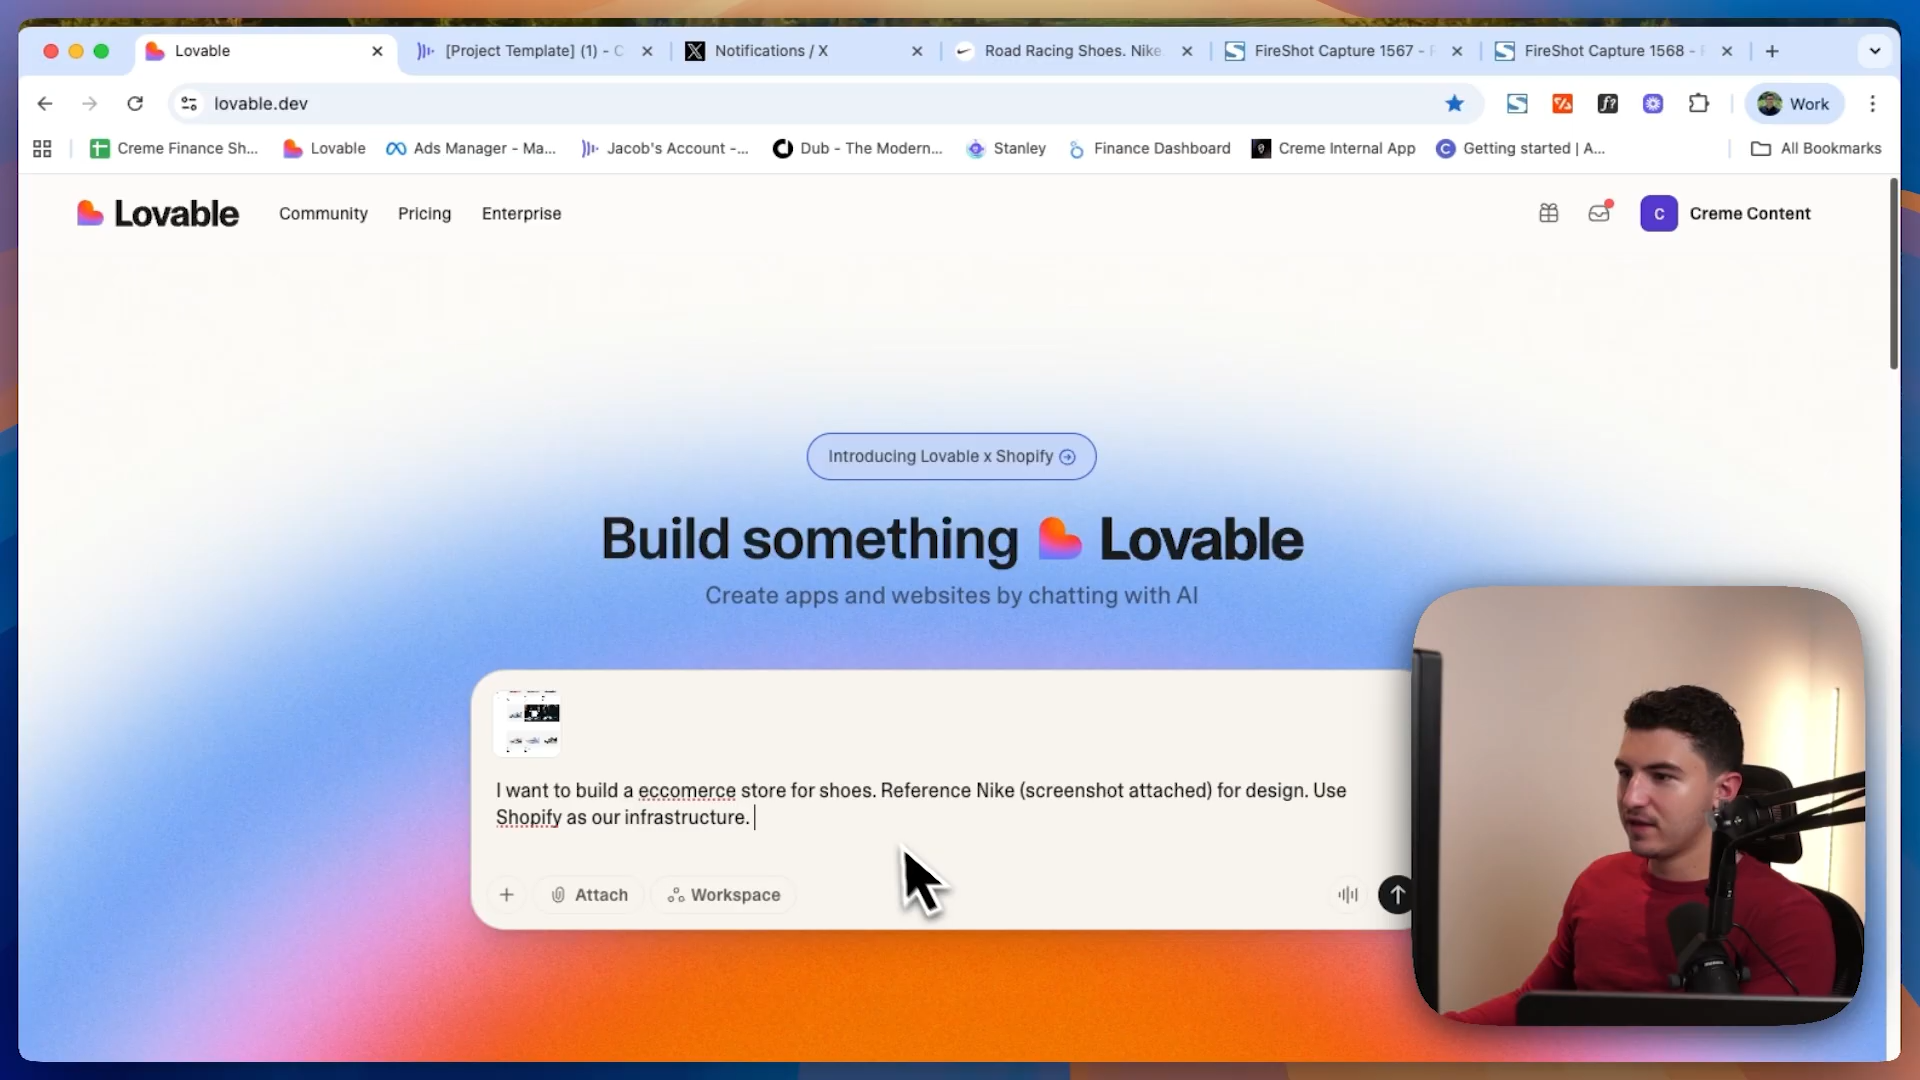 Lovable
[Project Template] (1) - C
Notifications / X
Road Racing Shoes. Nike
FireShot Capture 1567 -
FireShot Capture 1568 -
lovable.dev
Work
Creme Finance Sh...
Lovable
Ads Manager - Ma...
Jacob's Account -...
Dub - The Modern...
Stanley
Finance Dashboard
Creme Internal App
Getting started | A...
All Bookmarks
Lovable
Community
Pricing
Enterprise
C
Creme Content
Introducing Lovable x Shopify
Build something Lovable
Create apps and websites by chatting with AI
I want to build a eccomerce store for shoes. Reference Nike (screenshot attached) for design. Use
Shopify as our infrastructure.
Attach
Workspace